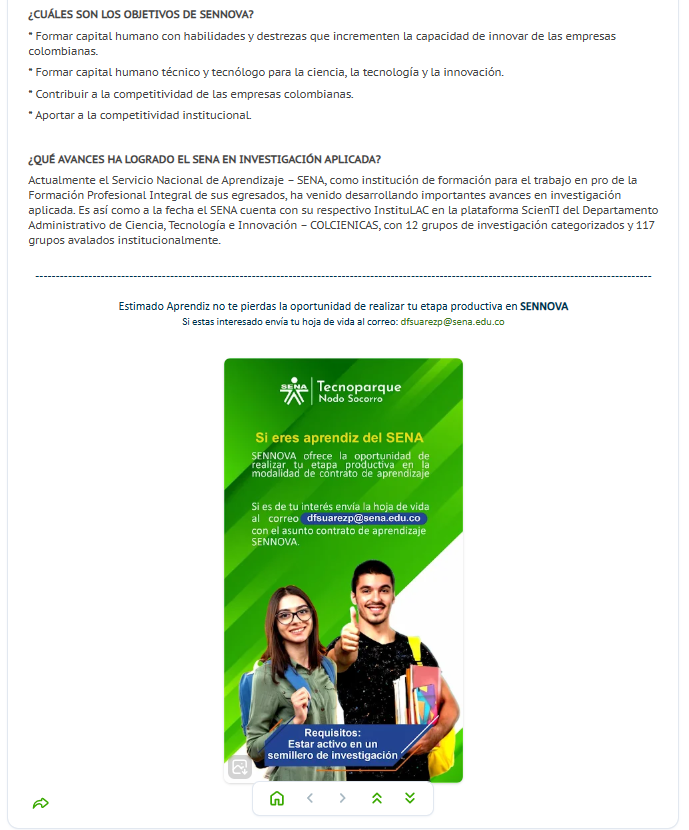 ¿CUÁLES SON LOS OBJETIVOS DE SENNOVA?
* Formar capital humano con habilidades y destrezas que incrementen la capacidad de innovar de las empresas
colombianas.
* Formar capital humano técnico y tecnólogo para la ciencia, la tecnología y la innovación.
* Contribuir a la competitividad de las empresas colombianas.
* Aportar a la competitividad institucional.
¿QUÉ AVANCES HA LOGRADO EL SENA EN INVESTIGACIÓN APLICADA?
Actualmente el Servicio Nacional de Aprendizaje – SENA, como institución de formación para el trabajo en pro de la
Formación Profesional Integral de sus egresados, ha venido desarrollando importantes avances en investigación
aplicada. Es así como a la fecha el SENA cuenta con su respectivo InstituLAC en la plataforma ScienTI del Departamento
Administrativo de Ciencia, Tecnología e Innovación – COLCIENICAS, con 12 grupos de investigación categorizados y 117
grupos avalados institucionalmente.
Estimado Aprendiz no te pierdas la oportunidad de realizar tu etapa productiva en SENNOVA
Si estas interesado envía tu hoja de vida al correo: dfsuarezp@sena.edu.co
SENA
Tecnoparque
Nodo Socorro
Si eres aprendiz del SENA
SENNOVA ofrece la oportunidad de
realizar tu etapa productiva en la
modalidad de contrato de aprendizaje
Si es de tu interés envía la hoja de vida
al correo dfsuarezp@sena.edu.co
con el asunto contrato de aprendizaje
SENNOVA.
Requisitos:
Estar activo en un
semillero de investigación